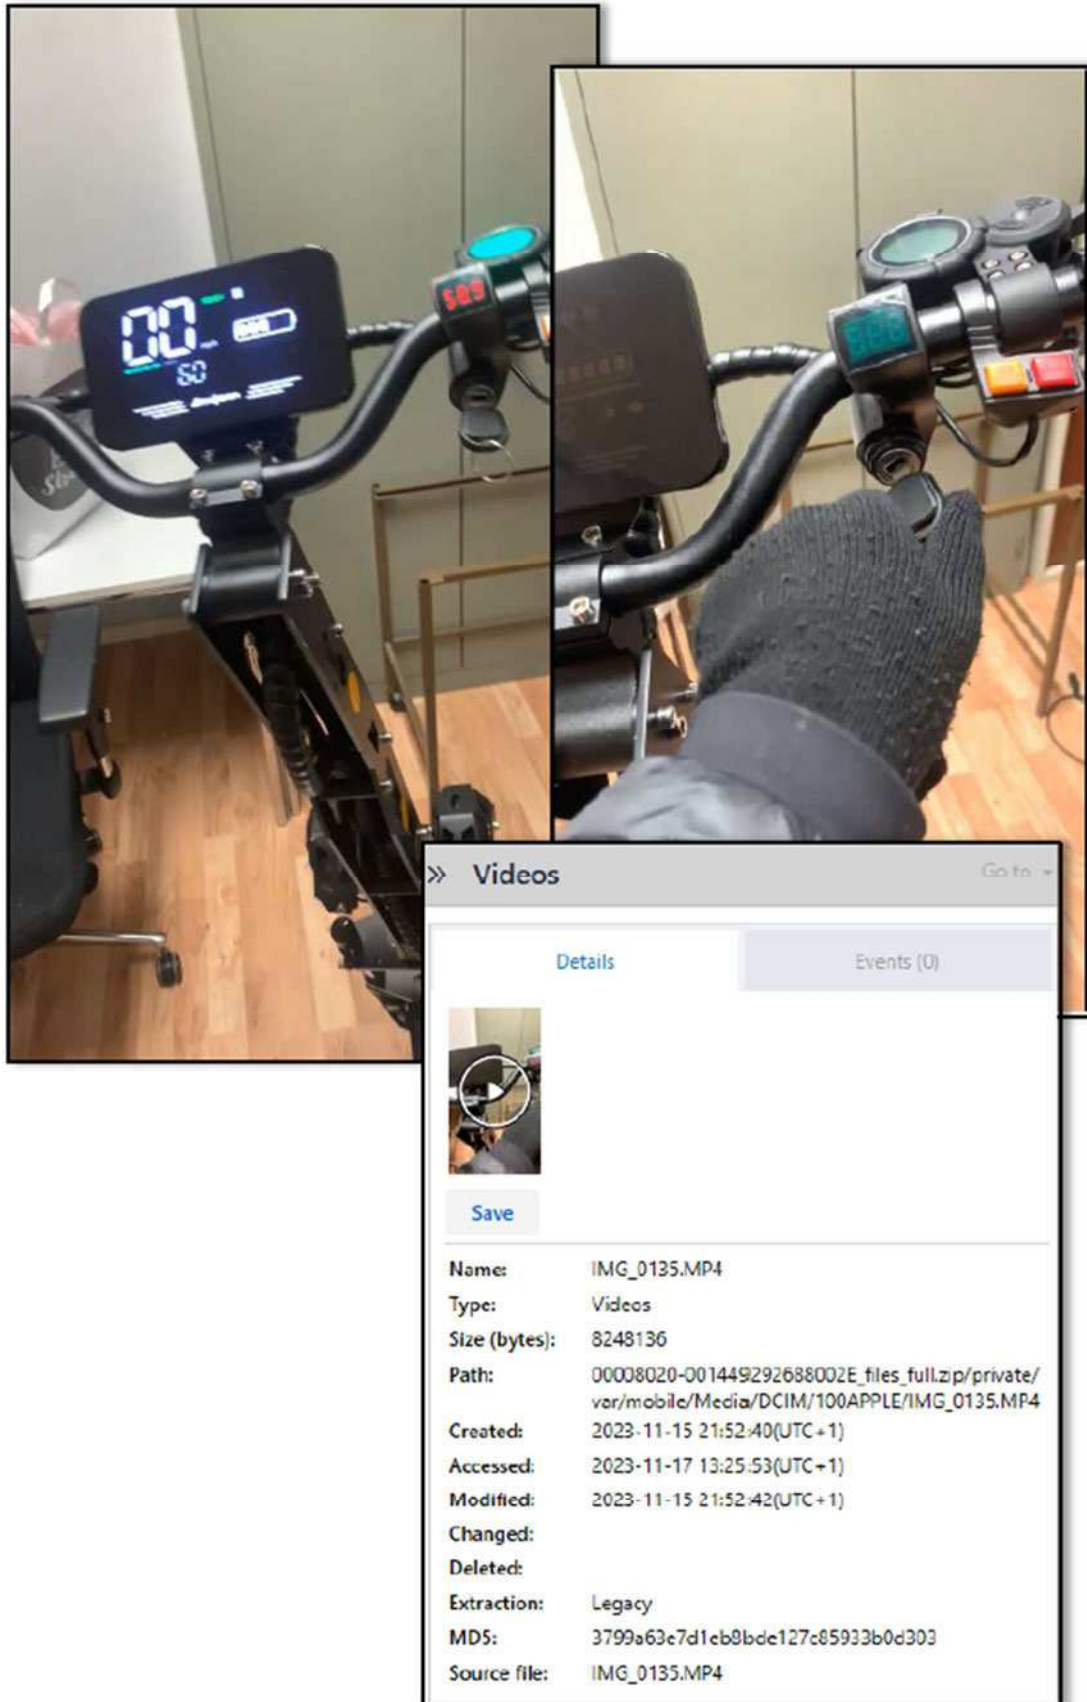 00
50
50.9
» Videos
Go to
Details
Events (0)
Save
Name: IMG_0135.MP4
Type: Videos
Size (bytes): 8248136
Path: 00008020-001449292688002E_files_full.zip/private/
var/mobile/Media/DCIM/100APPLE/IMG_0135.MP4
Created: 2023-11-15 21:52:40(UTC+1)
Accessed: 2023-11-17 13:25:53(UTC+1)
Modified: 2023-11-15 21:52:42(UTC+1)
Changed:
Deleted:
Extraction: Legacy
MD5: 3799a63e7d1eb8bde127c85933b0d303
Source file: IMG_0135.MP4